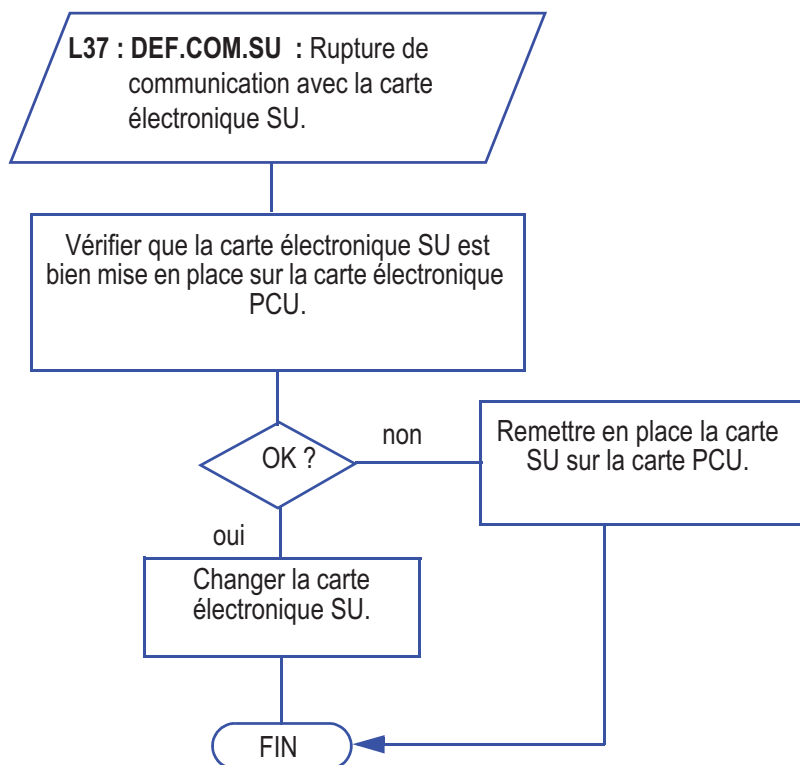 L37 : DEF.COM.SU : Rupture de
communication avec la carte
électronique SU.
Vérifier que la carte électronique SU est
bien mise en place sur la carte électronique
PCU.
OK ?
non
Remettre en place la carte
SU sur la carte PCU.
oui
Changer la carte
électronique SU.
FIN